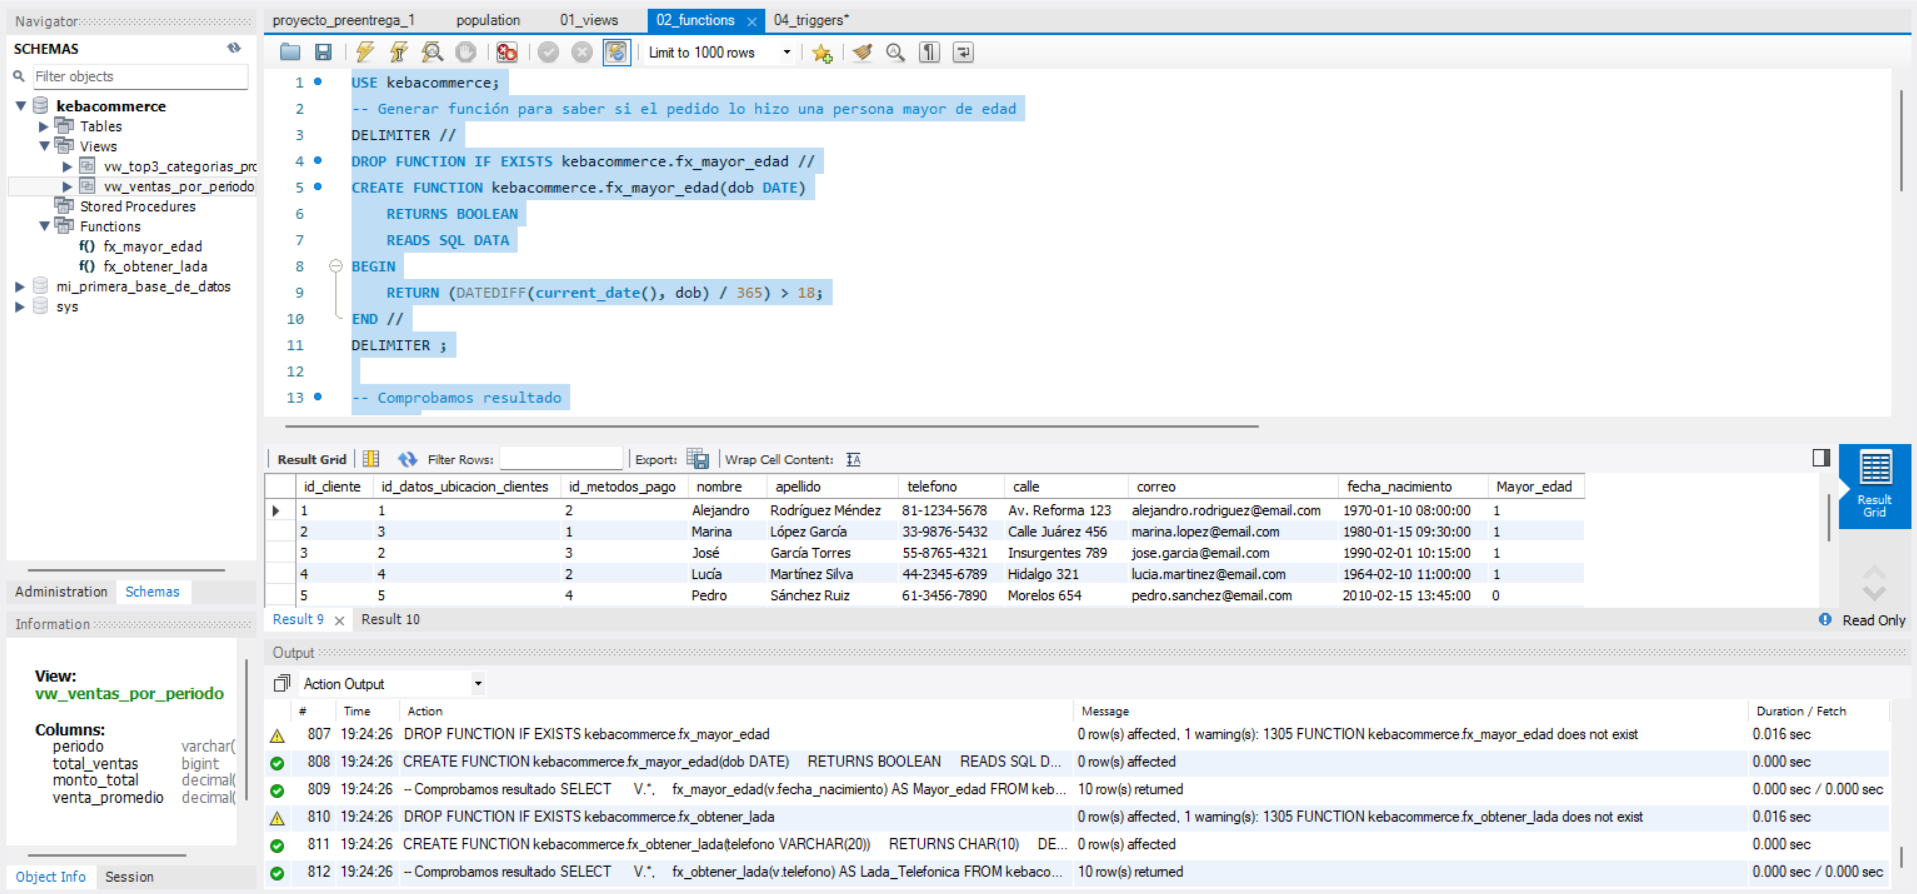 Navigator
SCHEMAS
Filter objects
kebacommerce
Tables
Views
vw_top3_categorias_pro
vw_ventas_por_periodo
Stored Procedures
Functions
f() fx_mayor_edad
f() fx_obtener_lada
mi_primera_base_de_datos
sys
Administration Schemas
Information
View:
vw_ventas_por_periodo
Columns:
periodo varchar(
total_ventas bigint
monto_total decimal(
venta_promedio decimal(
Object Info Session
proyecto_preentrega_1 population 01_views 02_functions 04_triggers*
Limit to 1000 rows
1 USE kebacommerce;
2 -- Generar función para saber si el pedido lo hizo una persona mayor de edad
3 DELIMITER //
4 DROP FUNCTION IF EXISTS kebacommerce.fx_mayor_edad //
5 CREATE FUNCTION kebacommerce.fx_mayor_edad(dob DATE)
6 RETURNS BOOLEAN
7 READS SQL DATA
8 BEGIN
9 RETURN (DATEDIFF(current_date(), dob) / 365) > 18;
10 END //
11 DELIMITER ;
12
13 -- Comprobamos resultado
Result Grid Filter Rows: Export: Wrap Cell Content:
id_cliente id_datos_ubicacion_clientes id_metodos_pago nombre apellido telefono calle correo fecha_nacimiento Mayor_edad
1 1 2 Alejandro Rodríguez Méndez 81-1234-5678 Av. Reforma 123 alejandro.rodriguez@email.com 1970-01-10 08:00:00 1
2 3 1 Marina López García 33-9876-5432 Calle Juárez 456 marina.lopez@email.com 1980-01-15 09:30:00 1
3 2 3 José García Torres 55-8765-4321 Insurgentes 789 jose.garcia@email.com 1990-02-01 10:15:00 1
4 4 2 Lucía Martínez Silva 44-2345-6789 Hidalgo 321 lucia.martinez@email.com 1964-02-10 11:00:00 1
5 5 4 Pedro Sánchez Ruiz 61-3456-7890 Morelos 654 pedro.sanchez@email.com 2010-02-15 13:45:00 0
Result Grid
Result 9 Result 10
Read Only
Output
Action Output
# Time Action Message Duration / Fetch
807 19:24:26 DROP FUNCTION IF EXISTS kebacommerce.fx_mayor_edad 0 row(s) affected, 1 warning(s): 1305 FUNCTION kebacommerce.fx_mayor_edad does not exist 0.016 sec
808 19:24:26 CREATE FUNCTION kebacommerce.fx_mayor_edad(dob DATE) RETURNS BOOLEAN READS SQL D... 0 row(s) affected 0.000 sec
809 19:24:26 -- Comprobamos resultado SELECT V.*, fx_mayor_edad(v.fecha_nacimiento) AS Mayor_edad FROM keb... 10 row(s) returned 0.000 sec / 0.000 sec
810 19:24:26 DROP FUNCTION IF EXISTS kebacommerce.fx_obtener_lada 0 row(s) affected, 1 warning(s): 1305 FUNCTION kebacommerce.fx_obtener_lada does not exist 0.016 sec
811 19:24:26 CREATE FUNCTION kebacommerce.fx_obtener_lada(telefono VARCHAR(20)) RETURNS CHAR(10) DE... 0 row(s) affected 0.000 sec
812 19:24:26 -- Comprobamos resultado SELECT V.*, fx_obtener_lada(v.telefono) AS Lada_Telefonica FROM kebaco... 10 row(s) returned 0.000 sec / 0.000 sec